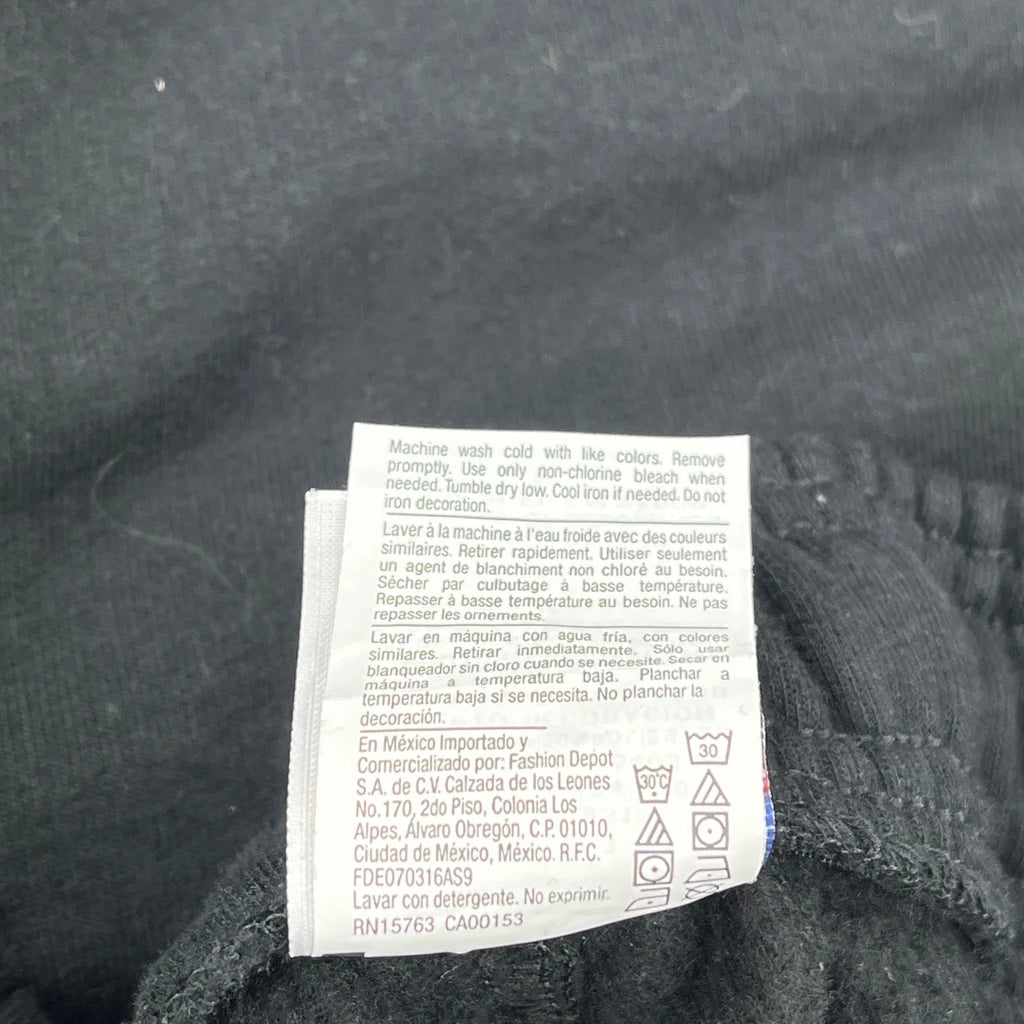 Machine wash cold with like colors. Remove
promptly. Use only non-chlorine bleach when
needed. Tumble dry low. Cool iron if needed. Do not
iron decoration.
Laver à la machine à l'eau froide avec des couleurs
similaires. Retirer rapidement. Utiliser seulement
un agent de blanchiment non chloré au besoin.
Sécher par culbutage à basse température.
Repasser à basse température au besoin. Ne pas
repasser les ornements.
Lavar en máquina con agua fría, con colores
similares. Retirar inmediatamente. Sólo usar
blanqueador sin cloro cuando se necesite. Secar en
máquina a temperatura baja. Planchar a
temperatura baja si se necesita. No planchar la
decoración.
En México Importado y
Comercializado por: Fashion Depot
S.A. de C.V. Calzada de los Leones
No.170, 2do Piso, Colonia Los
Alpes, Álvaro Obregón, C.P. 01010,
Ciudad de México, México. R.F.C.
FDE070316AS9
Lavar con detergente. No exprimir.
RN15763 CA00153
30
30°C